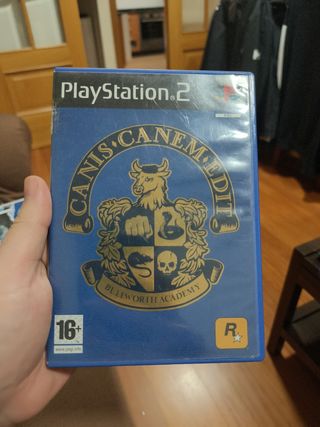 PlayStation.2
CANIS·CANEM·EDIT
BULLWORTH ACADEMY
16+
www.pegi.info
R